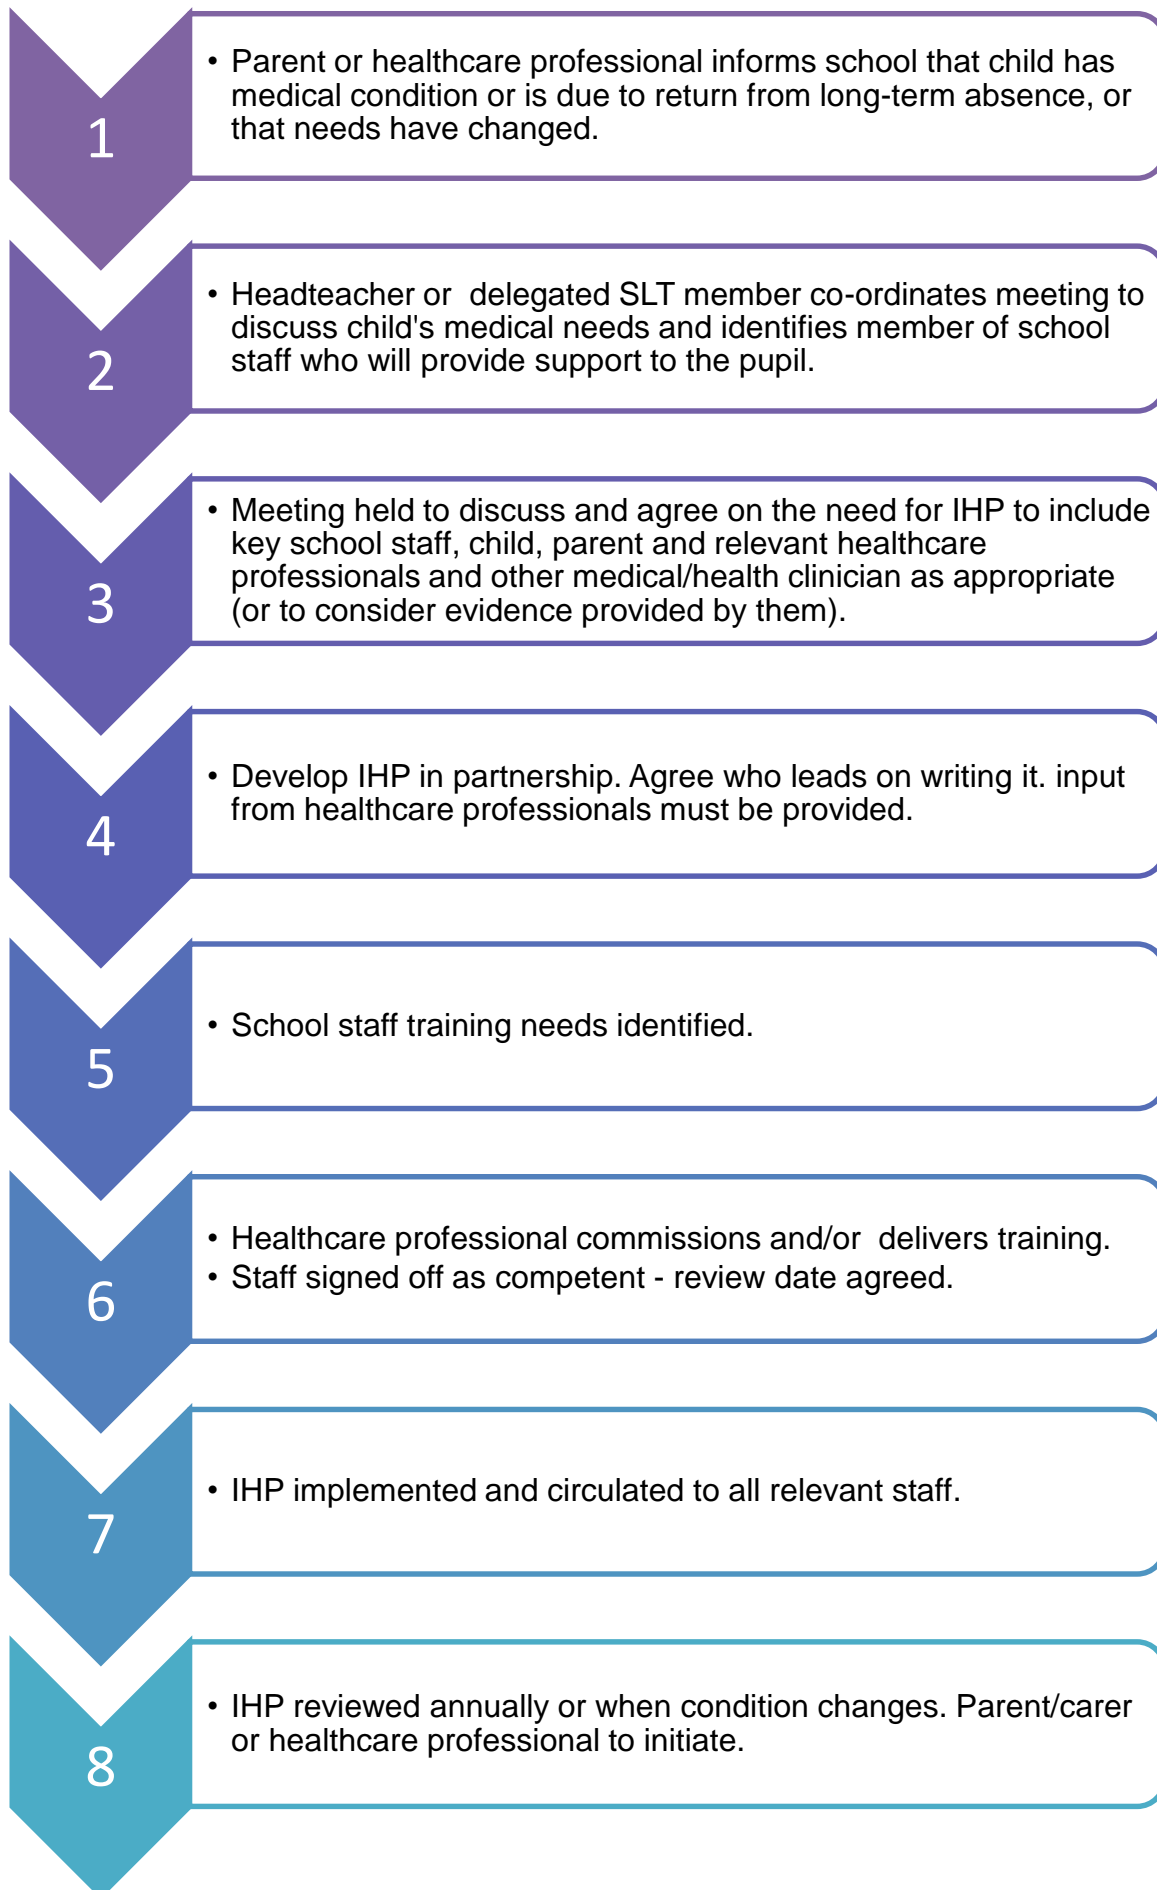 1
• Parent or healthcare professional informs school that child has
medical condition or is due to return from long-term absence, or
that needs have changed.
2
• Headteacher or  delegated SLT member co-ordinates meeting to
discuss child's medical needs and identifies member of school
staff who will provide support to the pupil.
3
• Meeting held to discuss and agree on the need for IHP to include
key school staff, child, parent and relevant healthcare
professionals and other medical/health clinician as appropriate
(or to consider evidence provided by them).
4
• Develop IHP in partnership. Agree who leads on writing it. input
from healthcare professionals must be provided.
5
• School staff training needs identified.
6
• Healthcare professional commissions and/or  delivers training.
• Staff signed off as competent - review date agreed.
7
• IHP implemented and circulated to all relevant staff.
8
• IHP reviewed annually or when condition changes. Parent/carer
or healthcare professional to initiate.